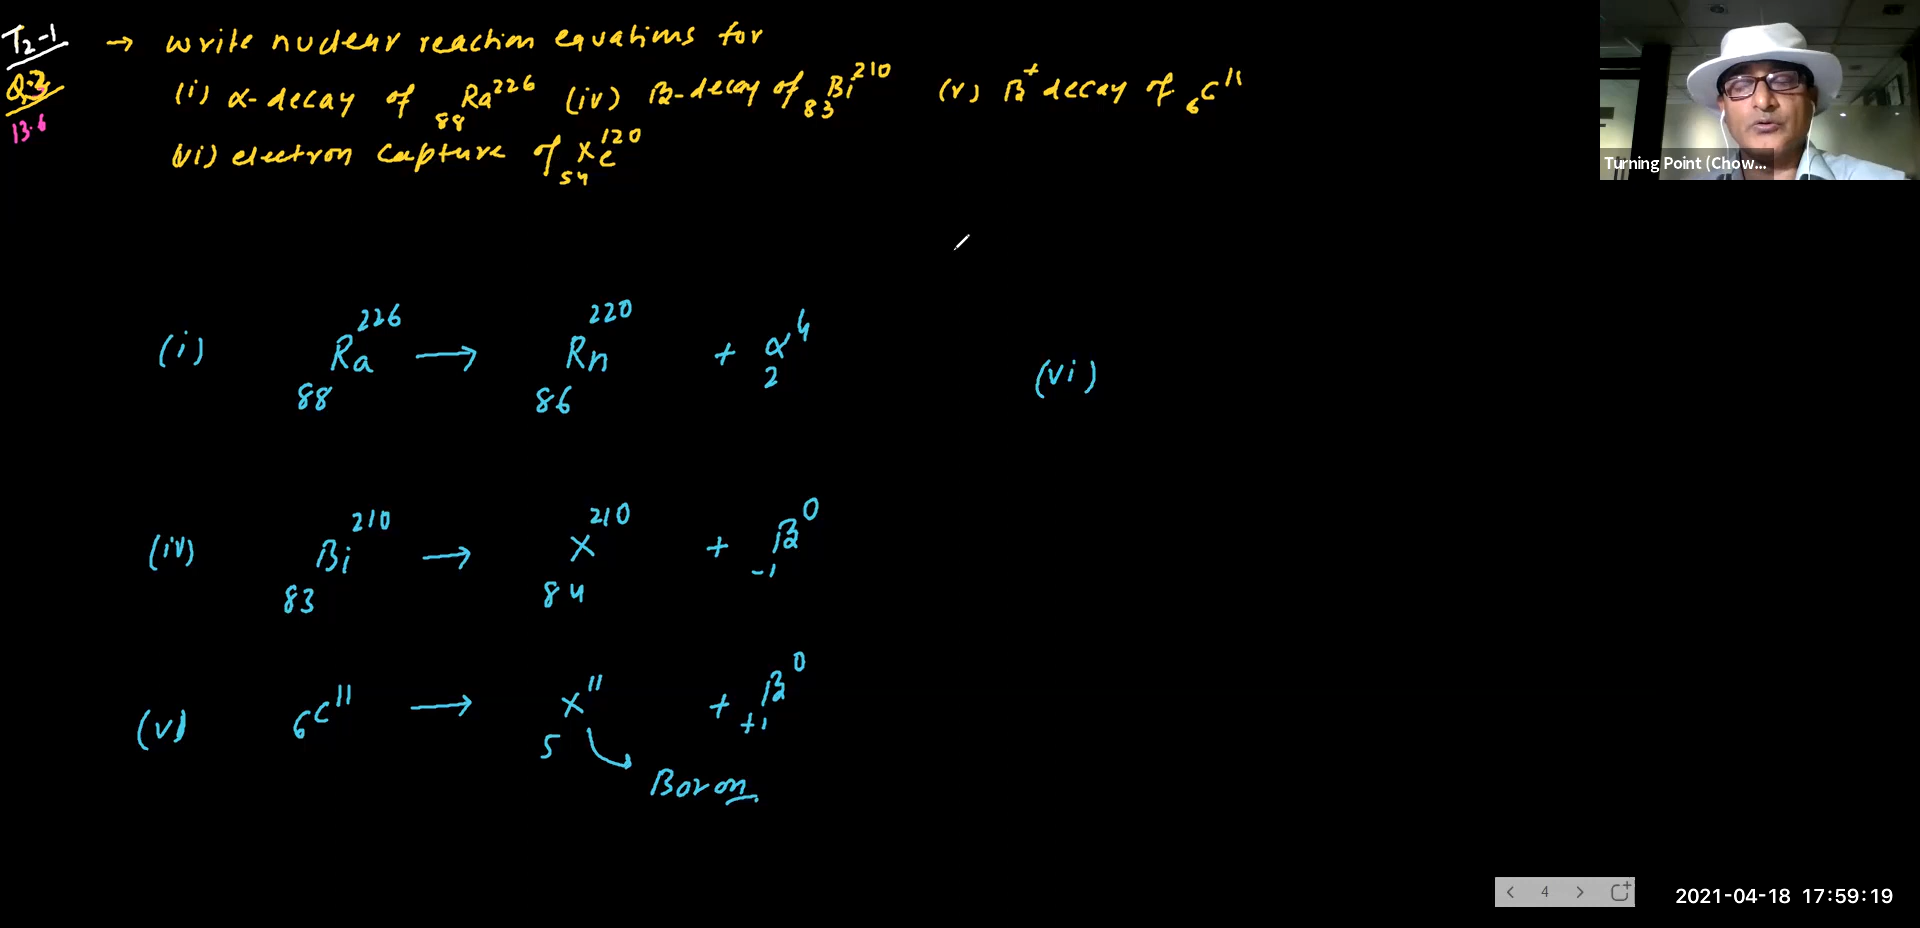 T2-1 → write nuclear reaction equations for
Q.3 (i) α-decay of 88Ra226 (iv) β-decay of 83Bi210 (v) β+ decay of 6C11
13.6
(vi) electron capture of 54Xe120
Turning Point (Chow...
(i) 88Ra226 → 86Rn220 + 2α4
(vi)
(iv) 83Bi210 → 84X210 + -1β0
(v) 6C11 → 5X11 + +1β0
Boron
4
2021-04-18 17:59:19